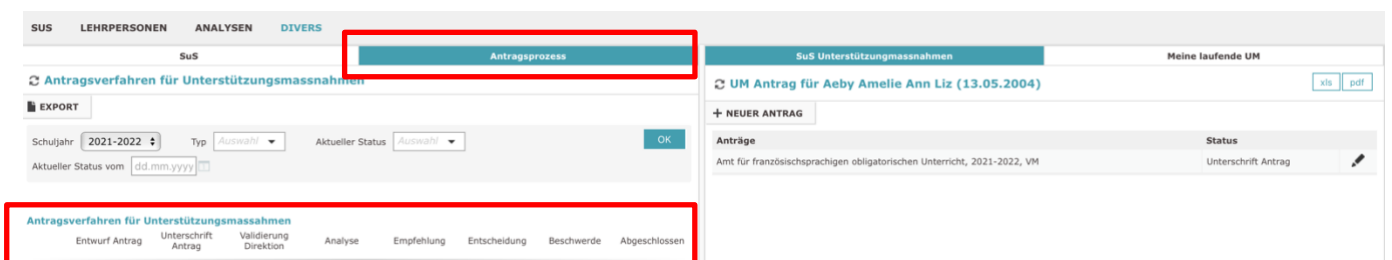 SUS LEHRPERSONEN ANALYSEN DIVERS
SuS Antragsprozess
Antragsverfahren für Unterstützungsmassnahmen
EXPORT
Schuljahr 2021-2022 Typ Auswahl Aktueller Status Auswahl OK
Aktueller Status vom dd.mm.yyyy
Antragsverfahren für Unterstützungsmassahmen
Entwurf Antrag Unterschrift Antrag Validierung Direktion Analyse Empfehlung Entscheidung Beschwerde Abgeschlossen
SuS Unterstützungmassnahmen Meine laufende UM
UM Antrag für Aeby Amelie Ann Liz (13.05.2004) xls pdf
+ NEUER ANTRAG
Anträge Status
Amt für französischsprachigen obligatorischen Unterricht, 2021-2022, VM Unterschrift Antrag